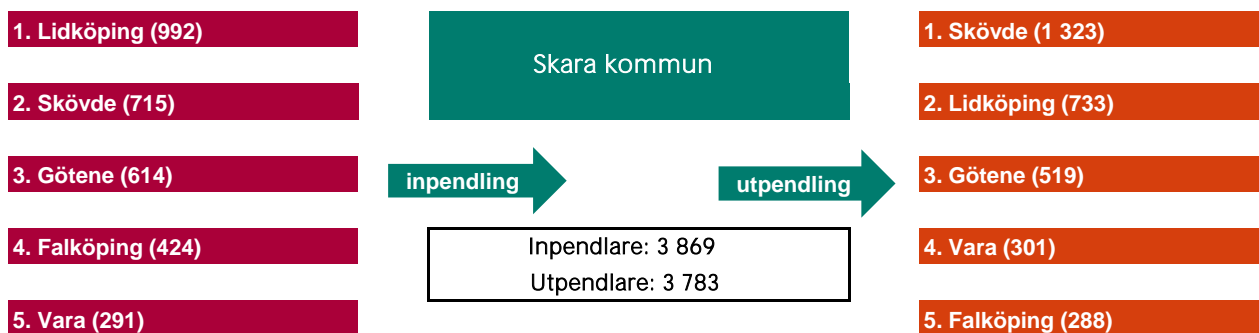 1. Lidköping (992)
2. Skövde (715)
3. Götene (614)
4. Falköping (424)
5. Vara (291)
Skara kommun
inpendling
utpendling
Inpendlare: 3 869
Utpendlare: 3 783
1. Skövde (1 323)
2. Lidköping (733)
3. Götene (519)
4. Vara (301)
5. Falköping (288)